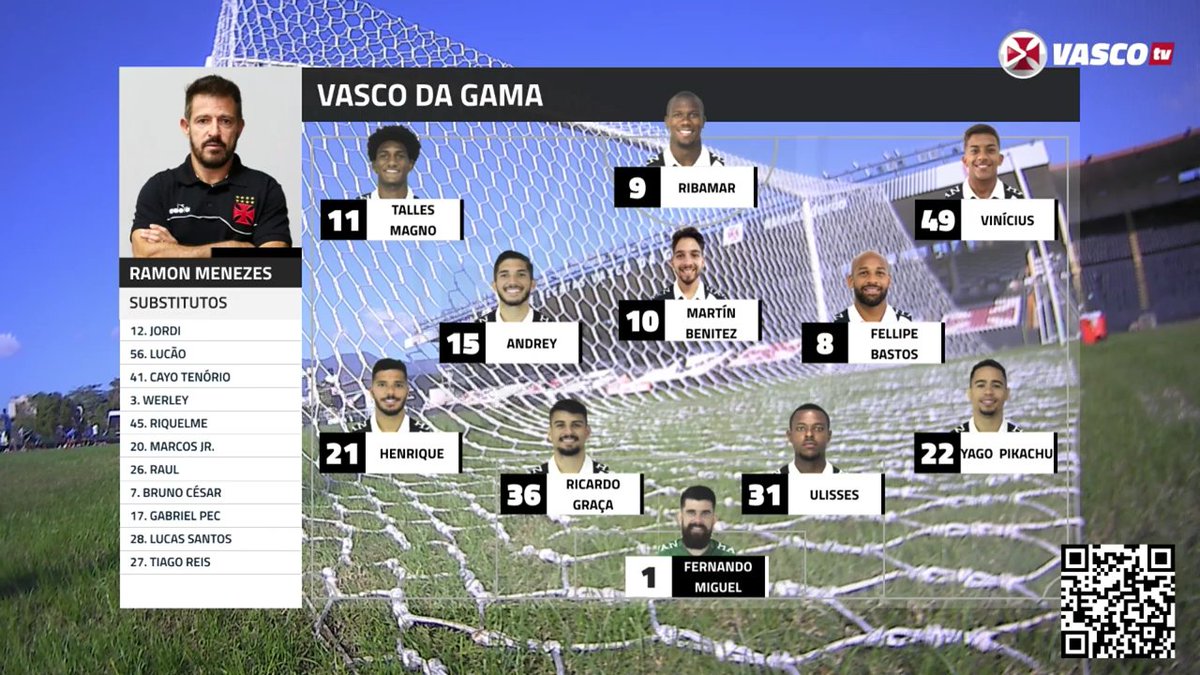 VASCO tv
VASCO DA GAMA
RAMON MENEZES
SUBSTITUTOS
12. JORDI
56. LUCÃO
41. CAYO TENÓRIO
3. WERLEY
45. RIQUELME
20. MARCOS JR.
26. RAUL
7. BRUNO CÉSAR
17. GABRIEL PEC
28. LUCAS SANTOS
27. TIAGO REIS
9 RIBAMAR
11 TALLES
MAGNO
49 VINÍCIUS
15 ANDREY
10 MARTÍN
BENITEZ
8 FELLIPE
BASTOS
21 HENRIQUE
36 RICARDO
GRAÇA
31 ULISSES
22 YAGO PIKACHU
1 FERNANDO
MIGUEL